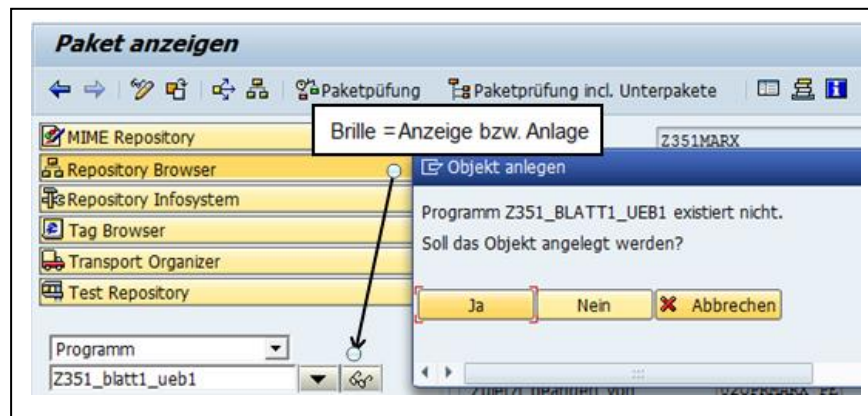 Paket anzeigen
Paketpüfung Paketprüfung incl. Unterpakete
Brille = Anzeige bzw. Anlage
MIME Repository
Z351MARX
Repository Browser
Objekt anlegen
Repository Infosystem
Programm Z351_BLATT1_UEB1 existiert nicht.
Tag Browser
Soll das Objekt angelegt werden?
Transport Organizer
Test Repository
Ja Nein Abbrechen
Programm
Z351_blatt1_ueb1